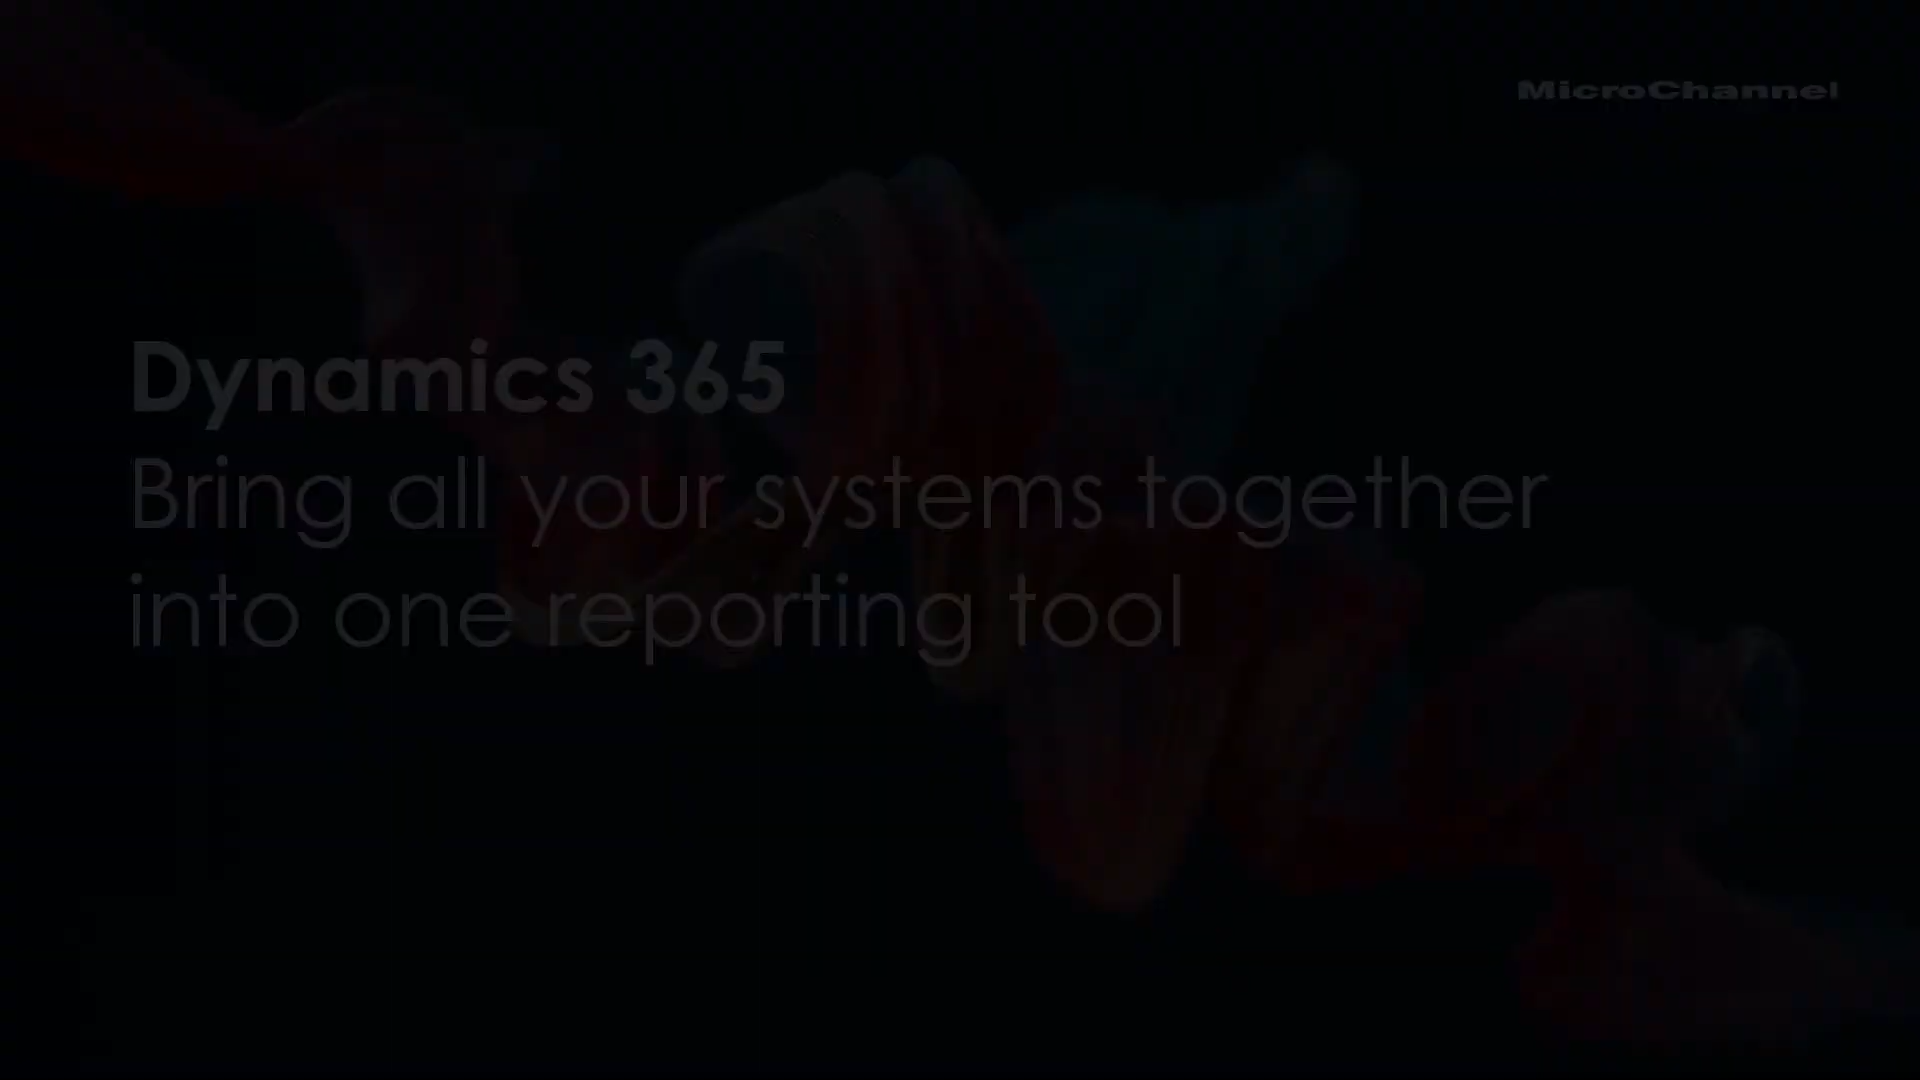 MicroChannel
Dynamics 365
Bring all your systems together
into one reporting tool